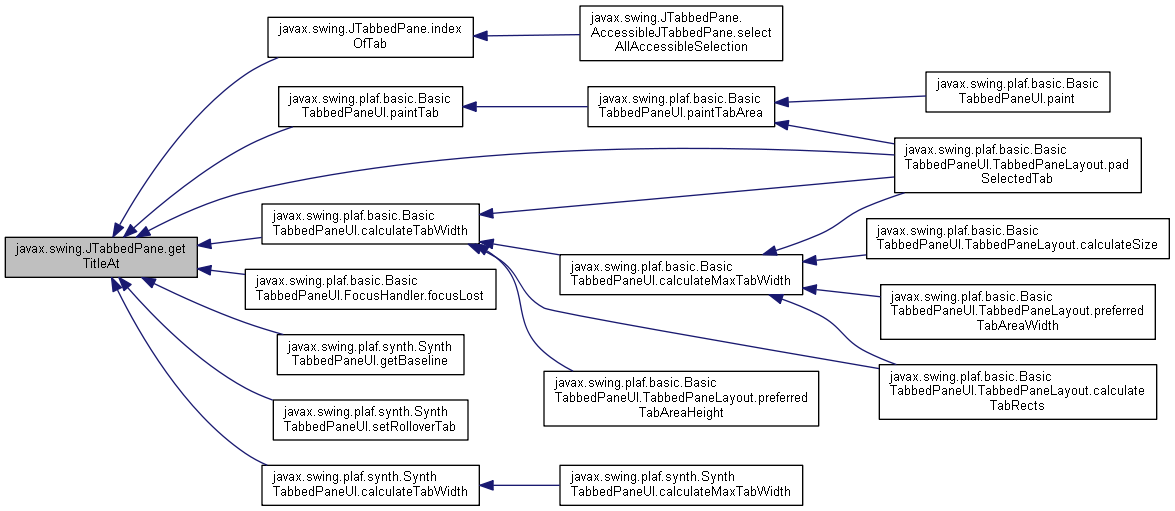 javax.swing.JTabbedPane.get
TitleAt
javax.swing.JTabbedPane.index
OfTab
javax.swing.JTabbedPane.
AccessibleJTabbedPane.select
AllAccessibleSelection
javax.swing.plaf.basic.Basic
TabbedPaneUI.paintTab
javax.swing.plaf.basic.Basic
TabbedPaneUI.paintTabArea
javax.swing.plaf.basic.Basic
TabbedPaneUI.paint
javax.swing.plaf.basic.Basic
TabbedPaneUI.TabbedPaneLayout.pad
SelectedTab
javax.swing.plaf.basic.Basic
TabbedPaneUI.calculateTabWidth
javax.swing.plaf.basic.Basic
TabbedPaneUI.calculateMaxTabWidth
javax.swing.plaf.basic.Basic
TabbedPaneUI.TabbedPaneLayout.calculateSize
javax.swing.plaf.basic.Basic
TabbedPaneUI.TabbedPaneLayout.preferred
TabAreaWidth
javax.swing.plaf.basic.Basic
TabbedPaneUI.TabbedPaneLayout.calculate
TabRects
javax.swing.plaf.basic.Basic
TabbedPaneUI.TabbedPaneLayout.preferred
TabAreaHeight
javax.swing.plaf.basic.Basic
TabbedPaneUI.FocusHandler.focusLost
javax.swing.plaf.synth.Synth
TabbedPaneUI.getBaseline
javax.swing.plaf.synth.Synth
TabbedPaneUI.setRolloverTab
javax.swing.plaf.synth.Synth
TabbedPaneUI.calculateTabWidth
javax.swing.plaf.synth.Synth
TabbedPaneUI.calculateMaxTabWidth